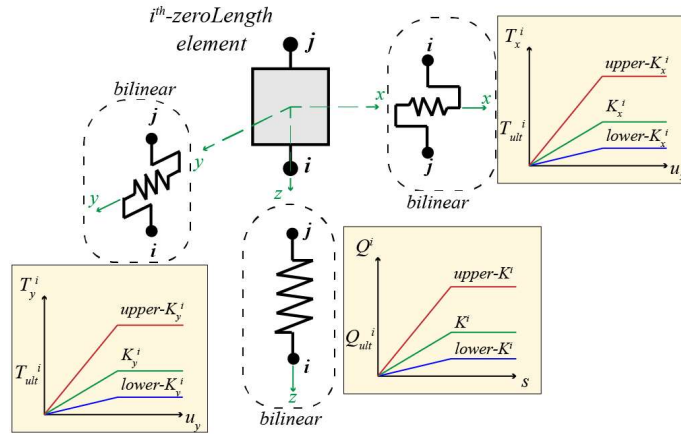 i^th-zeroLength
element
j
i
x
y
z
bilinear
j
y
i
i
x
j
bilinear
j
i
z
bilinear
T_x^i
upper-K_x^i
K_x^i
T_ult^i
lower-K_x^i
T_y^i
upper-K_y^i
K_y^i
T_ult^i
lower-K_y^i
u_y
Q^i
upper-K^i
K^i
Q_ult^i
lower-K^i
s